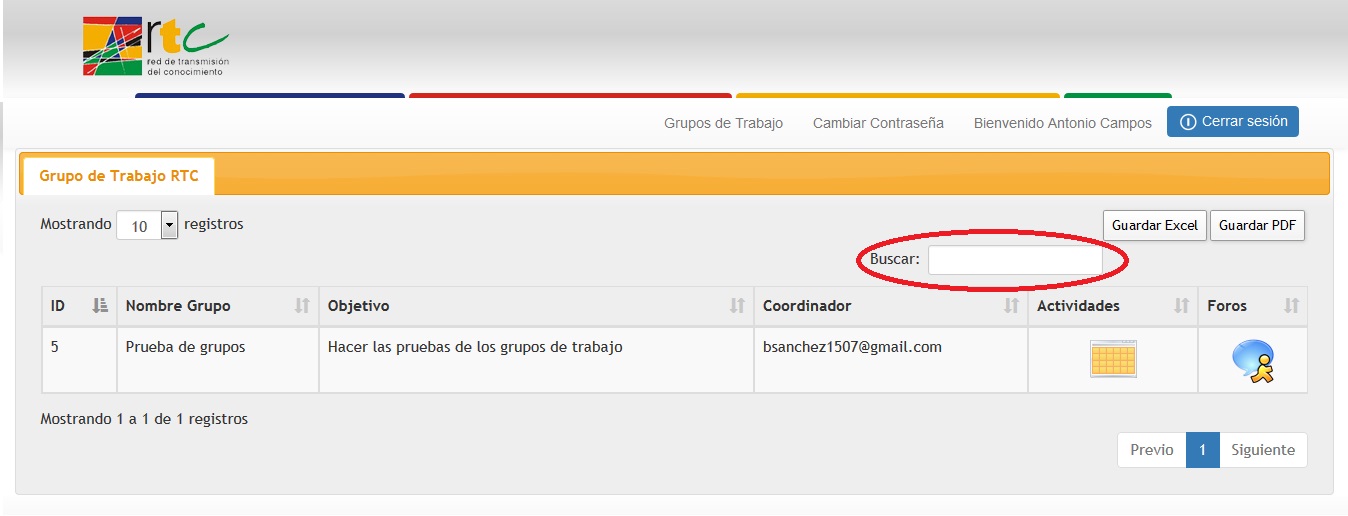 rtc
red de transmisión
del conocimiento
Grupos de Trabajo Cambiar Contraseña Bienvenido Antonio Campos Cerrar sesión
Grupo de Trabajo RTC
Mostrando 10 registros Guardar Excel Guardar PDF
Buscar:
ID Nombre Grupo Objetivo Coordinador Actividades Foros
5 Prueba de grupos Hacer las pruebas de los grupos de trabajo bsanchez1507@gmail.com
Mostrando 1 a 1 de 1 registros
Previo 1 Siguiente